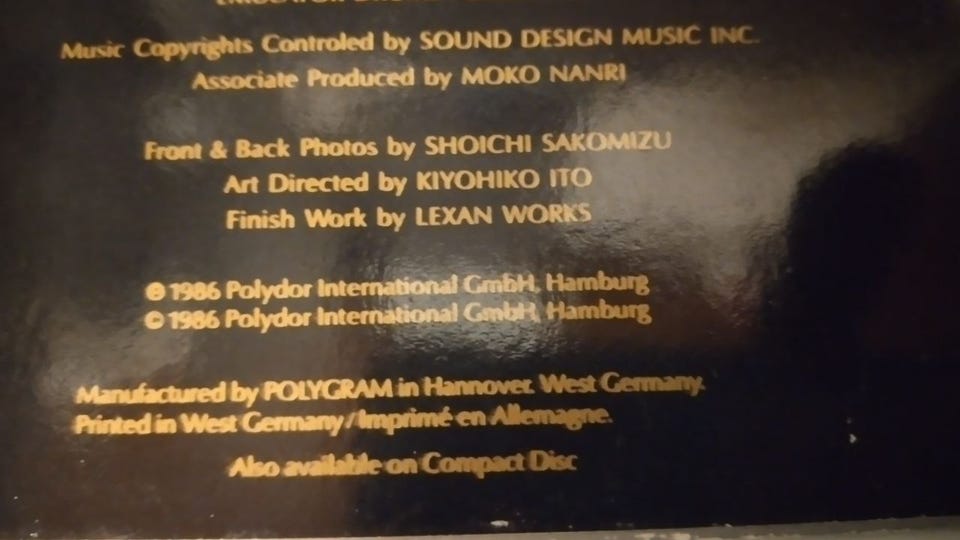 Music Copyrights Controled by SOUND DESIGN MUSIC INC.
Associate Produced by MOKO NANRI
Front & Back Photos by SHOICHI SAKOMIZU
Art Directed by KIYOHIKO ITO
Finish Work by LEXAN WORKS
℗ 1986 Polydor International GmbH, Hamburg
© 1986 Polydor International GmbH, Hamburg
Manufactured by POLYGRAM in Hannover. West Germany.
Printed in West Germany/Imprimé en Allemagne.
Also available on Compact Disc